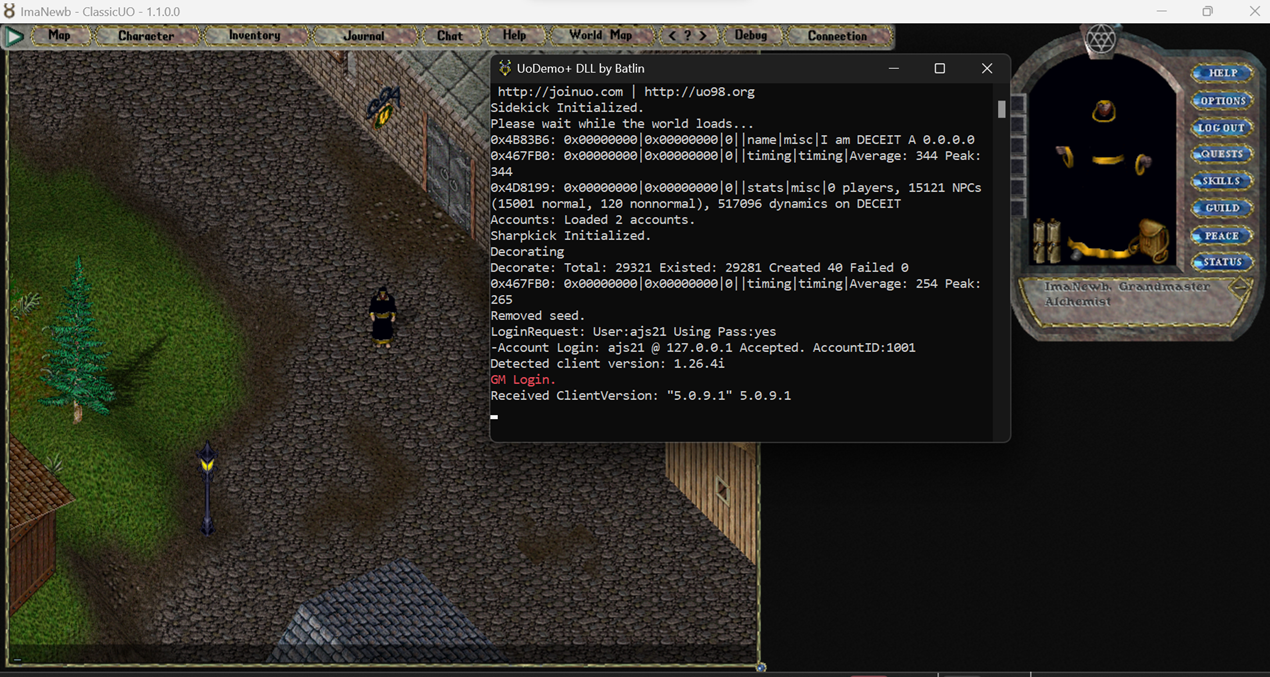 ImaNewb - ClassicUO - 1.1.0.0
Map Character Inventory Journal Chat Help World Map < ? > Debug Connection
UoDemo+ DLL by Batlin
http://joinuo.com | http://uo98.org
Sidekick Initialized.
Please wait while the world loads...
0x4B83B6: 0x00000000|0x00000000|0||name|misc|I am DECEIT A 0.0.0.0
0x467FB0: 0x00000000|0x00000000|0||timing|timing|Average: 344 Peak:
344
0x4D8199: 0x00000000|0x00000000|0||stats|misc|0 players, 15121 NPCs
(15001 normal, 120 nonnormal), 517096 dynamics on DECEIT
Accounts: Loaded 2 accounts.
Sharpkick Initialized.
Decorating
Decorate: Total: 29321 Existed: 29281 Created 40 Failed 0
0x467FB0: 0x00000000|0x00000000|0||timing|timing|Average: 254 Peak:
265
Removed seed.
LoginRequest: User:ajs21 Using Pass:yes
-Account Login: ajs21 @ 127.0.0.1 Accepted. AccountID:1001
Detected client version: 1.26.4i
GM Login.
Received ClientVersion: "5.0.9.1" 5.0.9.1
HELP
OPTIONS
LOG OUT
QUESTS
SKILLS
GUILD
PEACE
STATUS
ImaNewb, Grandmaster
Alchemist